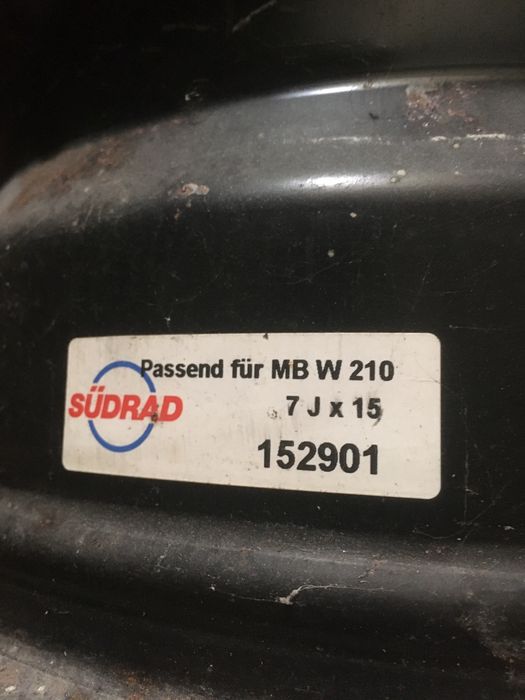 Passend für MB W 210
SÜDRAD
7 J x 15
152901